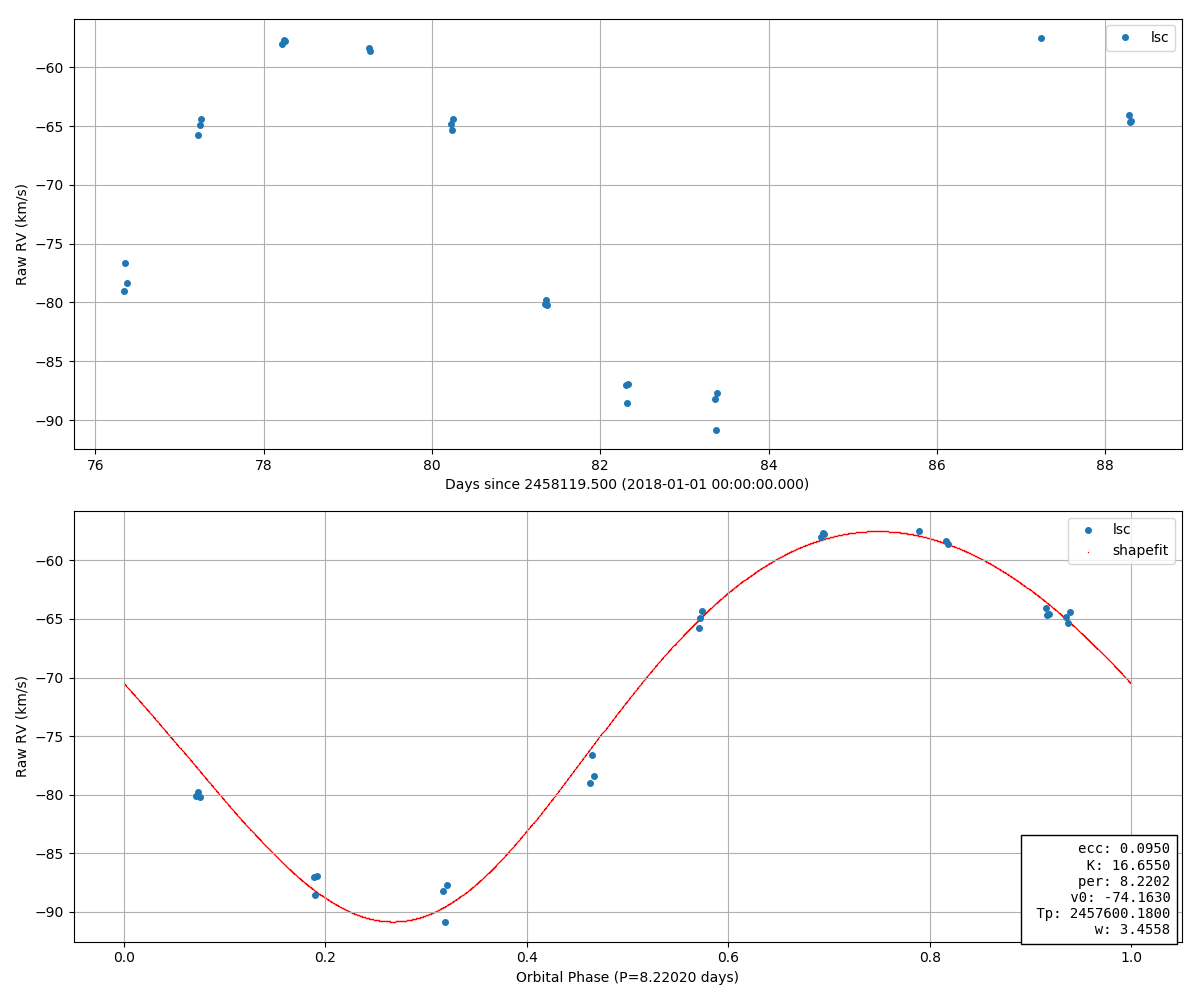 −60
−65
−70
−75
−80
−85
−90
Raw RV (km/s)
lsc
76
78
80
82
84
86
88
Days since 2458119.500 (2018-01-01 00:00:00.000)
−60
−65
−70
−75
−80
−85
−90
Raw RV (km/s)
lsc
shapefit
ecc: 0.0950
K: 16.6550
per: 8.2202
v0: -74.1630
Tp: 2457600.1800
w: 3.4558
0.0
0.2
0.4
0.6
0.8
1.0
Orbital Phase (P=8.22020 days)